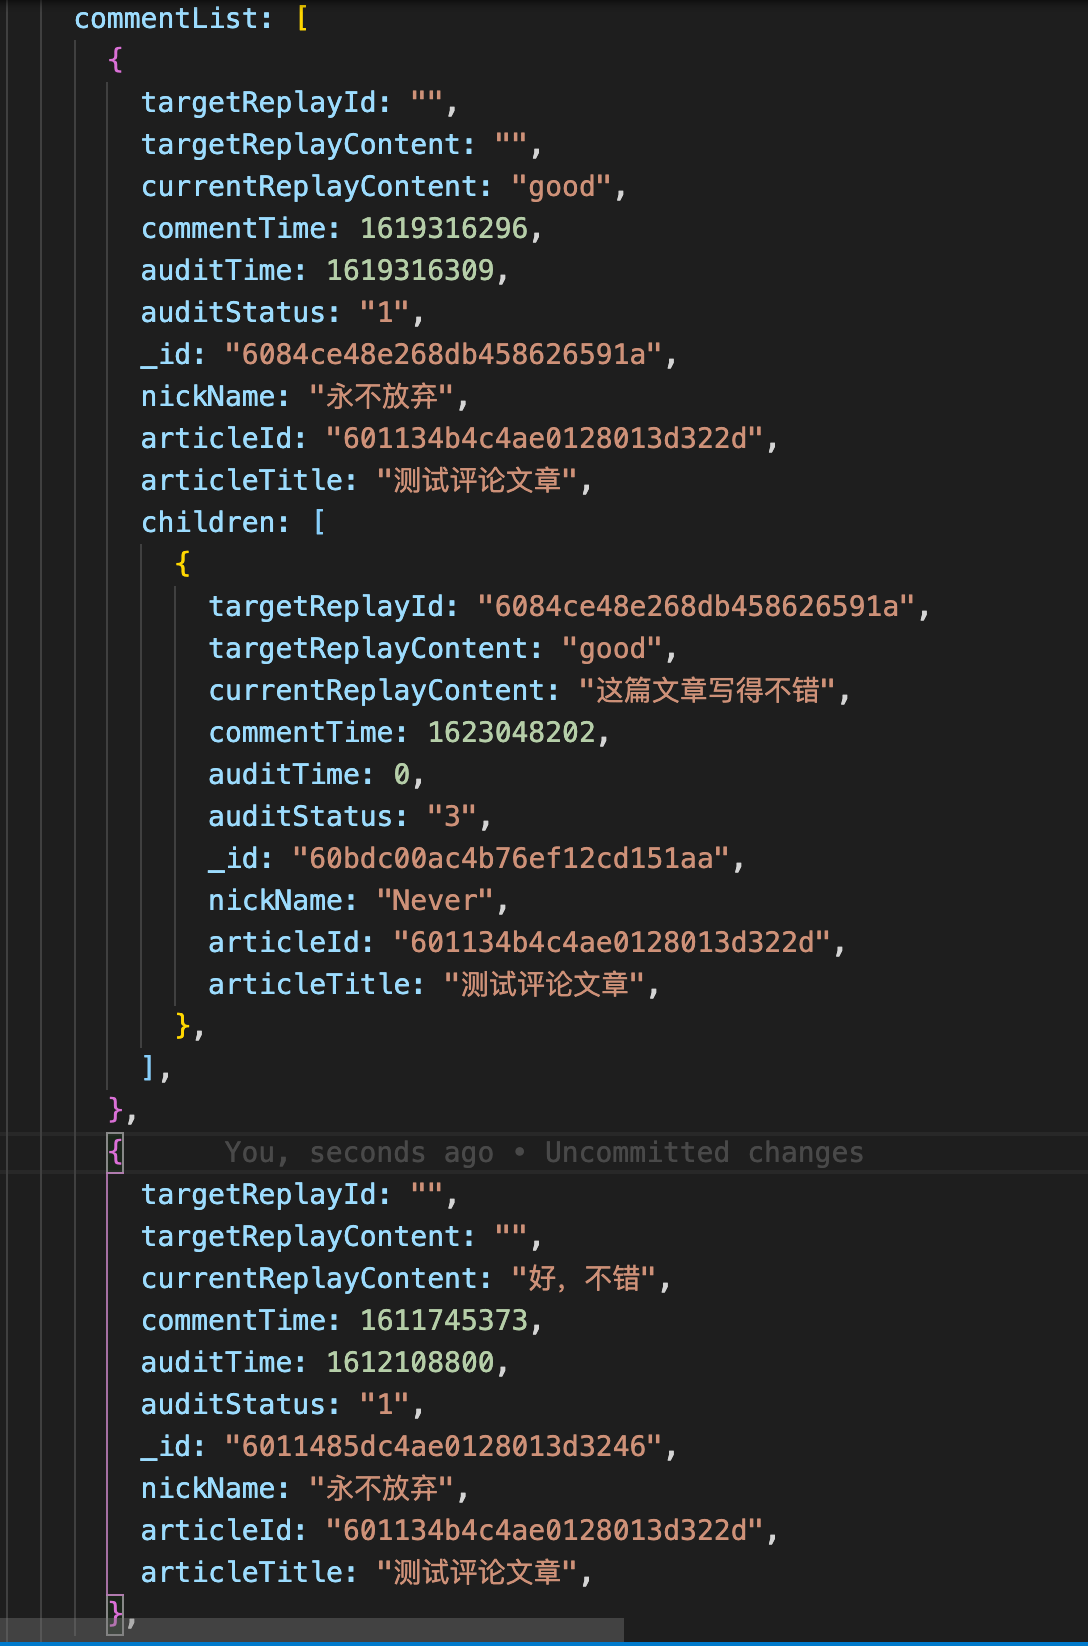 commentList: [
{
targetReplayId: "",
targetReplayContent: "",
currentReplayContent: "good",
commentTime: 1619316296,
auditTime: 1619316309,
auditStatus: "1",
_id: "6084ce48e268db458626591a",
nickName: "永不放弃",
articleId: "601134b4c4ae0128013d322d",
articleTitle: "测试评论文章",
children: [
{
targetReplayId: "6084ce48e268db458626591a",
targetReplayContent: "good",
currentReplayContent: "这篇文章写得不错",
commentTime: 1623048202,
auditTime: 0,
auditStatus: "3",
_id: "60bdc00ac4b76ef12cd151aa",
nickName: "Never",
articleId: "601134b4c4ae0128013d322d",
articleTitle: "测试评论文章",
},
],
},
{ You, seconds ago • Uncommitted changes
targetReplayId: "",
targetReplayContent: "",
currentReplayContent: "好，不错",
commentTime: 1611745373,
auditTime: 1612108800,
auditStatus: "1",
_id: "6011485dc4ae0128013d3246",
nickName: "永不放弃",
articleId: "601134b4c4ae0128013d322d",
articleTitle: "测试评论文章",
},